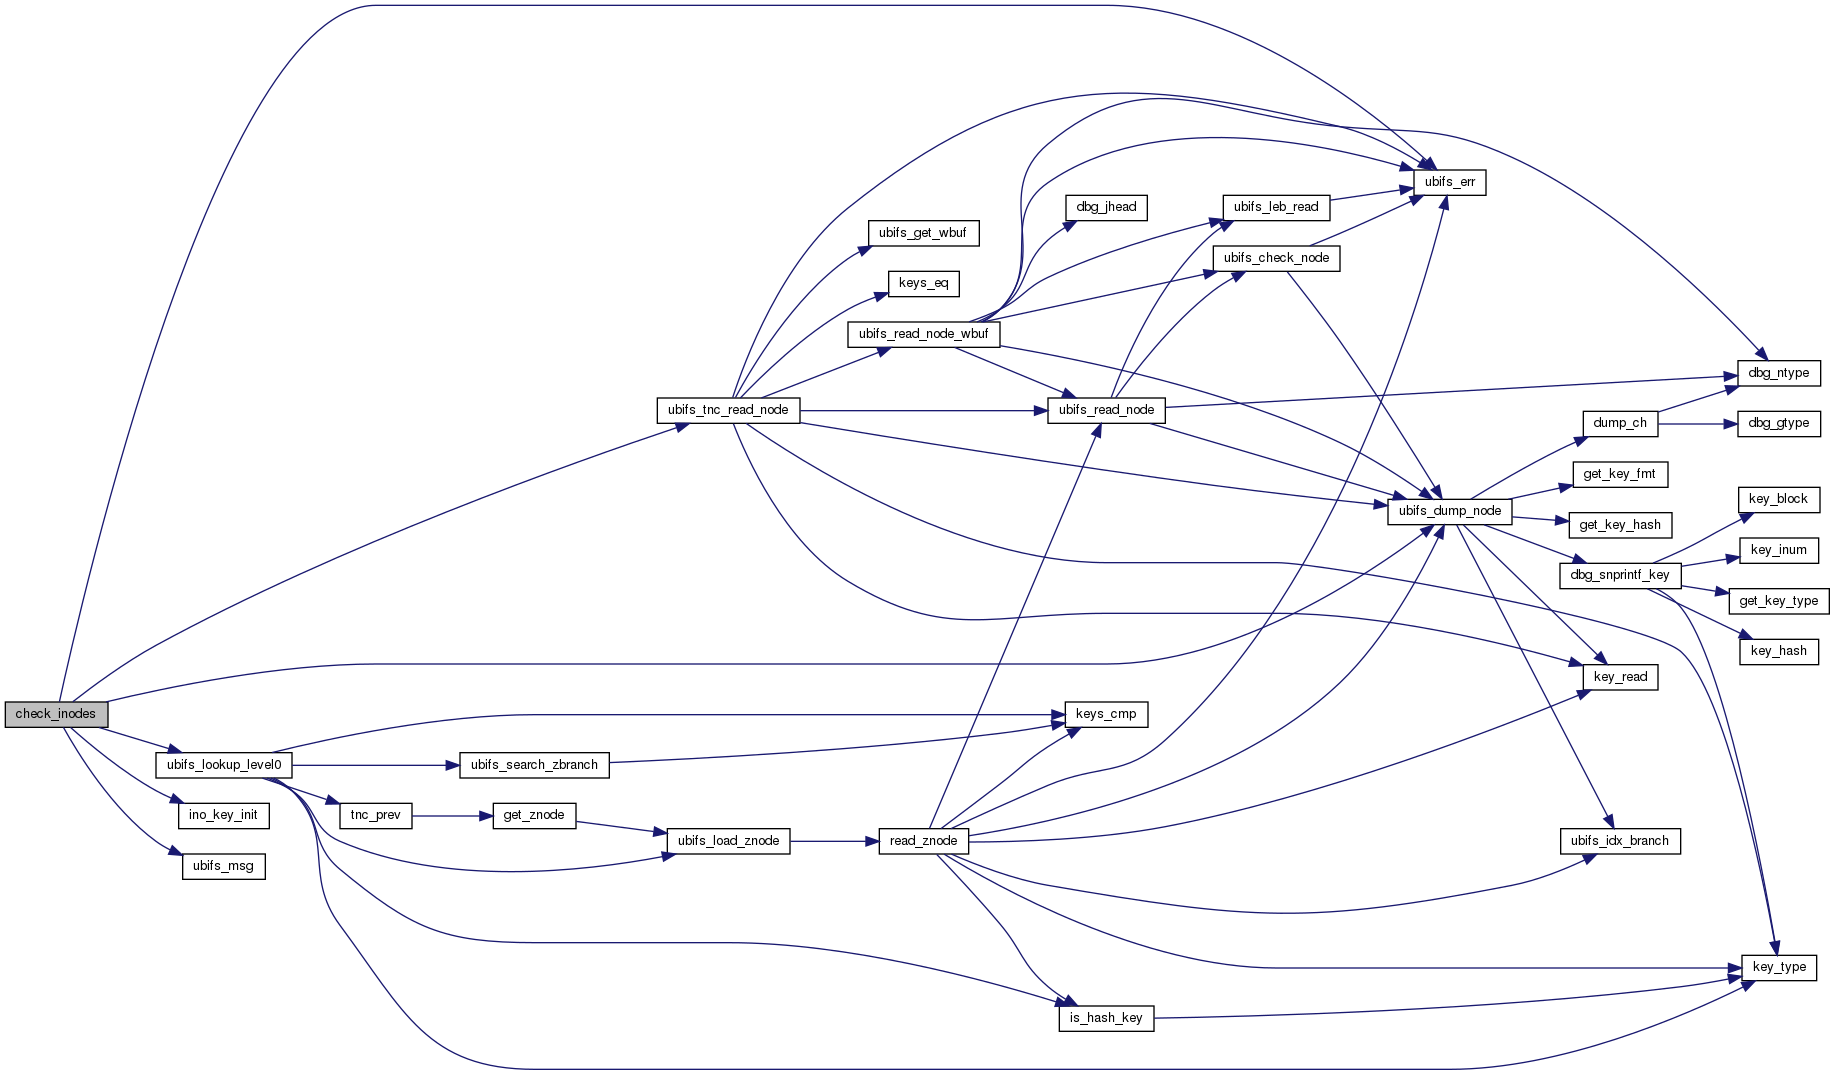 ubifs_err
dbg_jhead
ubifs_leb_read
ubifs_get_wbuf
ubifs_check_node
keys_eq
ubifs_read_node_wbuf
dbg_ntype
ubifs_tnc_read_node
ubifs_read_node
dump_ch
dbg_gtype
get_key_fmt
key_block
ubifs_dump_node
get_key_hash
key_inum
dbg_snprintf_key
get_key_type
key_hash
key_read
check_inodes
keys_cmp
ubifs_lookup_level0
ubifs_search_zbranch
ino_key_init
tnc_prev
get_znode
ubifs_load_znode
read_znode
ubifs_idx_branch
ubifs_msg
key_type
is_hash_key